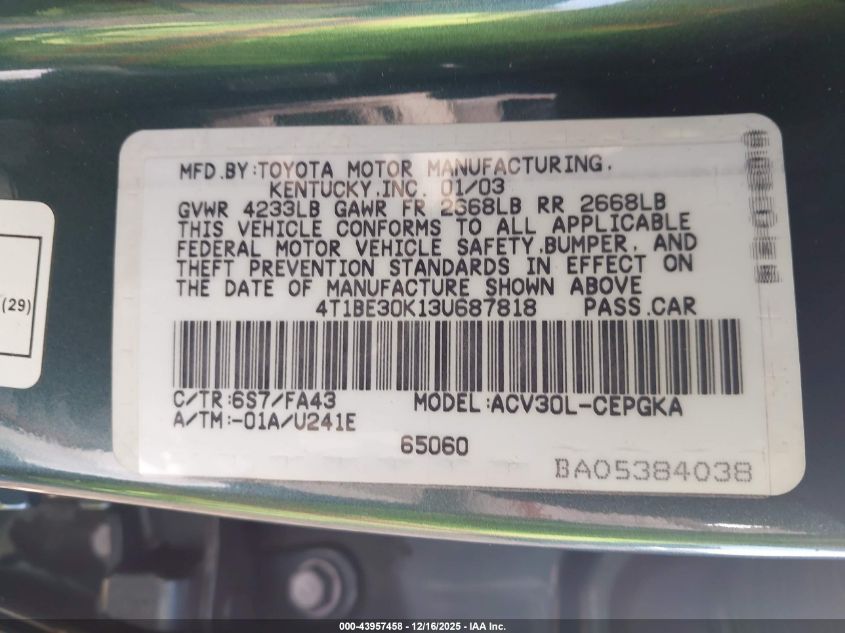 MFD.BY:TOYOTA MOTOR MANUFACTURING.
KENTUCKY.INC. 01/03
GVWR 4233LB GAWR FR 2668LB RR 2668LB
THIS VEHICLE CONFORMS TO ALL APPLICABLE
FEDERAL MOTOR VEHICLE SAFETY.BUMPER, AND
THEFT PREVENTION STANDARDS IN EFFECT ON
THE DATE OF MANUFACTURE SHOWN ABOVE
4T1BE30K13U687818 PASS.CAR
C/TR:6S7/FA43 MODEL:ACV30L-CEPGKA
A/TM:-01A/U241E
65060
BA05384038
(29)
000-43957458 - 12/16/2025 - IAA Inc.